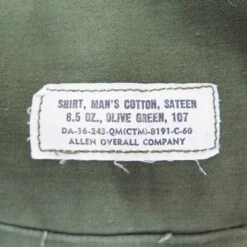 SHIRT, MAN'S COTTON, SATEEN
8.5 OZ., OLIVE GREEN, 107
DA-36-243-QM(CTM)-8191-C-60
ALLEN OVERALL COMPANY